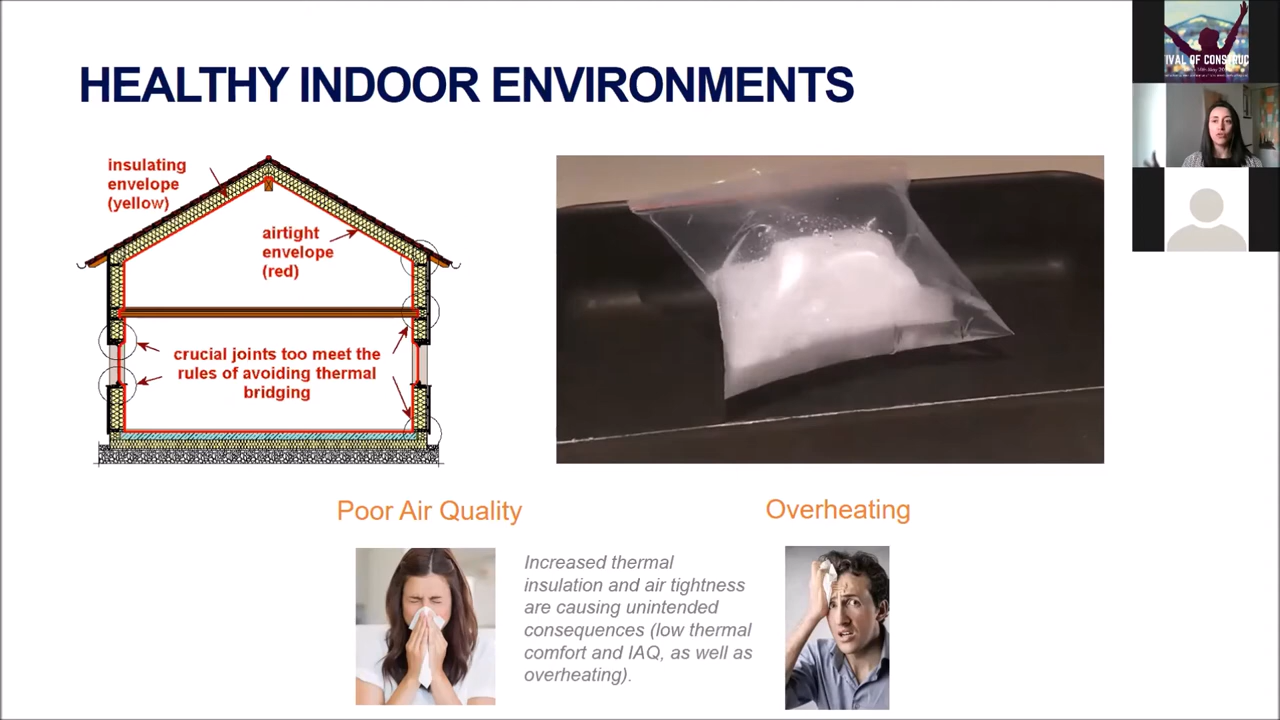 HEALTHY INDOOR ENVIRONMENTS
insulating
envelope
(yellow)
airtight
envelope
(red)
crucial joints too meet the
rules of avoiding thermal
bridging
Poor Air Quality
Overheating
Increased thermal
insulation and air tightness
are causing unintended
consequences (low thermal
comfort and IAQ, as well as
overheating).
IVAL OF CONSTRUC